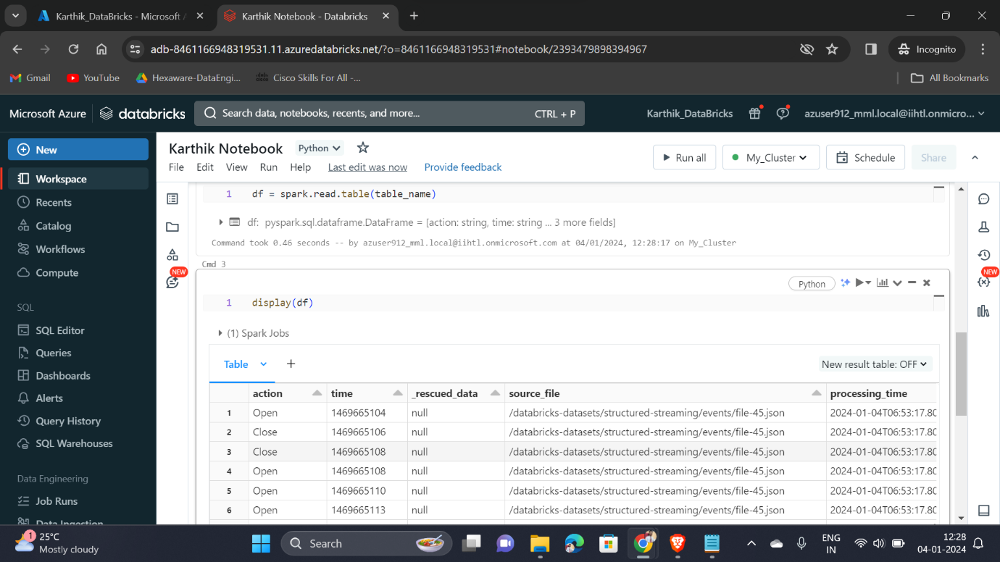 Karthik_DataBricks - Microsoft A
Karthik Notebook - Databricks
adb-8461166948319531.11.azuredatabricks.net/?o=8461166948319531#notebook/2393479898394967
Incognito
Gmail
YouTube
Hexaware-DataEngi...
Cisco Skills For All -...
All Bookmarks
Microsoft Azure
databricks
Search data, notebooks, recents, and more...
CTRL + P
Karthik_DataBricks
azuser912_mml.local@iihtl.onmicro...
New
Workspace
Recents
Catalog
Workflows
Compute
SQL
SQL Editor
Queries
Dashboards
Alerts
Query History
SQL Warehouses
Data Engineering
Job Runs
Data Ingestion
Karthik Notebook
Python
File Edit View Run Help Last edit was now Provide feedback
Run all
My_Cluster
Schedule
Share
NEW
1 df = spark.read.table(table_name)
df: pyspark.sql.dataframe.DataFrame = [action: string, time: string ... 3 more fields]
Command took 0.46 seconds -- by azuser912_mml.local@iihtl.onmicrosoft.com at 04/01/2024, 12:28:17 on My_Cluster
Cmd 3
Python
NEW
1 display(df)
(1) Spark Jobs
Table +
New result table: OFF
action time _rescued_data source_file processing_time
1 Open 1469665104 null /databricks-datasets/structured-streaming/events/file-45.json 2024-01-04T06:53:17.80
2 Close 1469665106 null /databricks-datasets/structured-streaming/events/file-45.json 2024-01-04T06:53:17.80
3 Close 1469665108 null /databricks-datasets/structured-streaming/events/file-45.json 2024-01-04T06:53:17.80
4 Open 1469665108 null /databricks-datasets/structured-streaming/events/file-45.json 2024-01-04T06:53:17.80
5 Open 1469665110 null /databricks-datasets/structured-streaming/events/file-45.json 2024-01-04T06:53:17.80
6 Open 1469665113 null /databricks-datasets/structured-streaming/events/file-45.json 2024-01-04T06:53:17.80
1
25°C
Mostly cloudy
Search
ENG
IN
12:28
04-01-2024